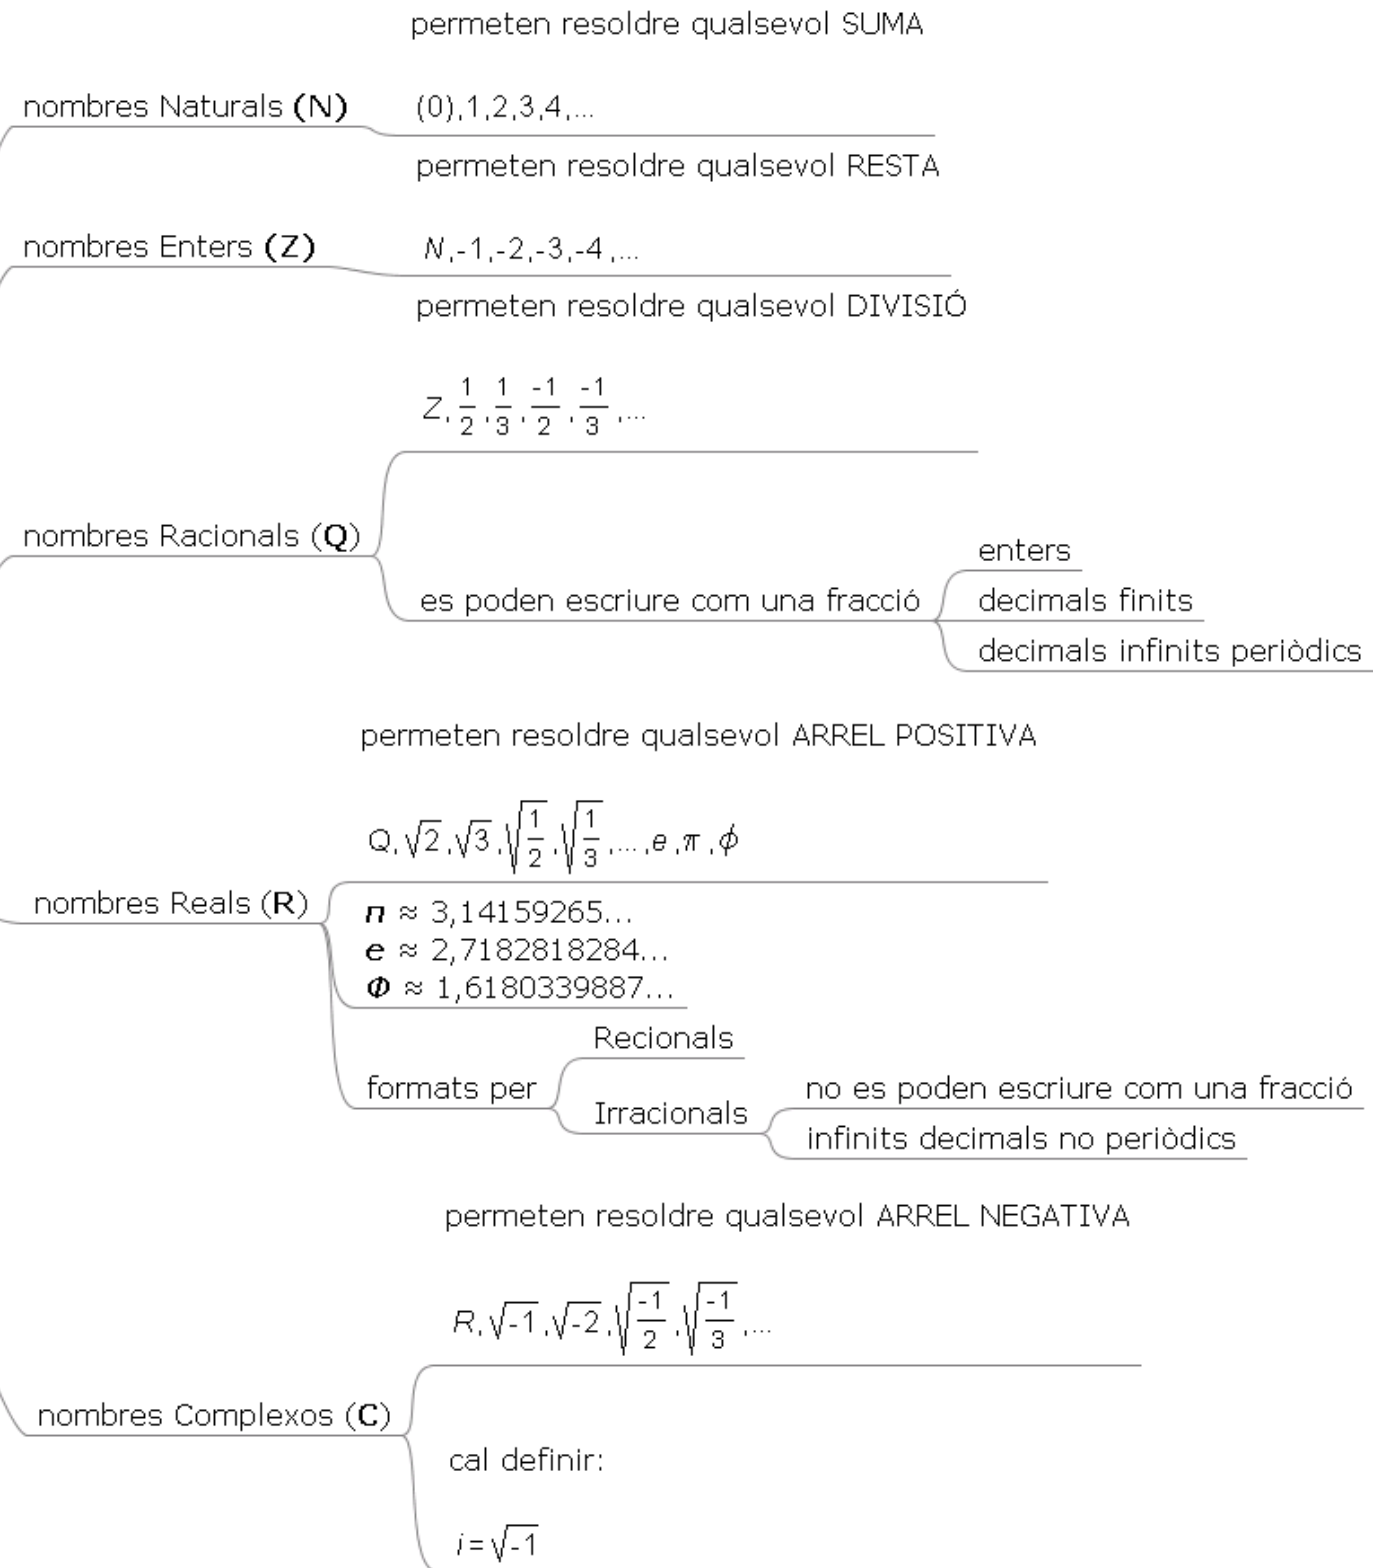 permeten resoldre qualsevol SUMA
nombres Naturals (N)
(0),1,2,3,4,...
permeten resoldre qualsevol RESTA
nombres Enters (Z)
N,-1,-2,-3,-4,...
permeten resoldre qualsevol DIVISIÓ
Z, 1/2, 1/3, -1/2, -1/3,...
nombres Racionals (Q)
es poden escriure com una fracció
enters
decimals finits
decimals infinits periòdics
permeten resoldre qualsevol ARREL POSITIVA
Q, √2, √3, √(1/2), √(1/3),...,e,π,ϕ
nombres Reals (R)
π ≈ 3,14159265...
e ≈ 2,7182818284...
Φ ≈ 1,6180339887...
formats per
Recionals
Irracionals
no es poden escriure com una fracció
infinits decimals no periòdics
permeten resoldre qualsevol ARREL NEGATIVA
R, √-1, √-2, √(-1/2), √(-1/3),...
nombres Complexos (C)
cal definir:
i=√-1